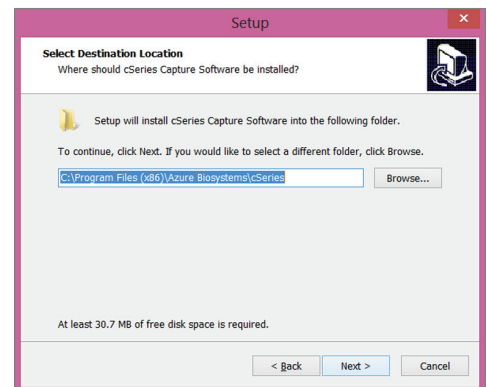 Setup
Select Destination Location
Where should cSeries Capture Software be installed?
Setup will install cSeries Capture Software into the following folder.
To continue, click Next. If you would like to select a different folder, click Browse.
C:\Program Files (x86)\Azure Biosystems\cSeries
Browse...
At least 30.7 MB of free disk space is required.
< Back
Next >
Cancel